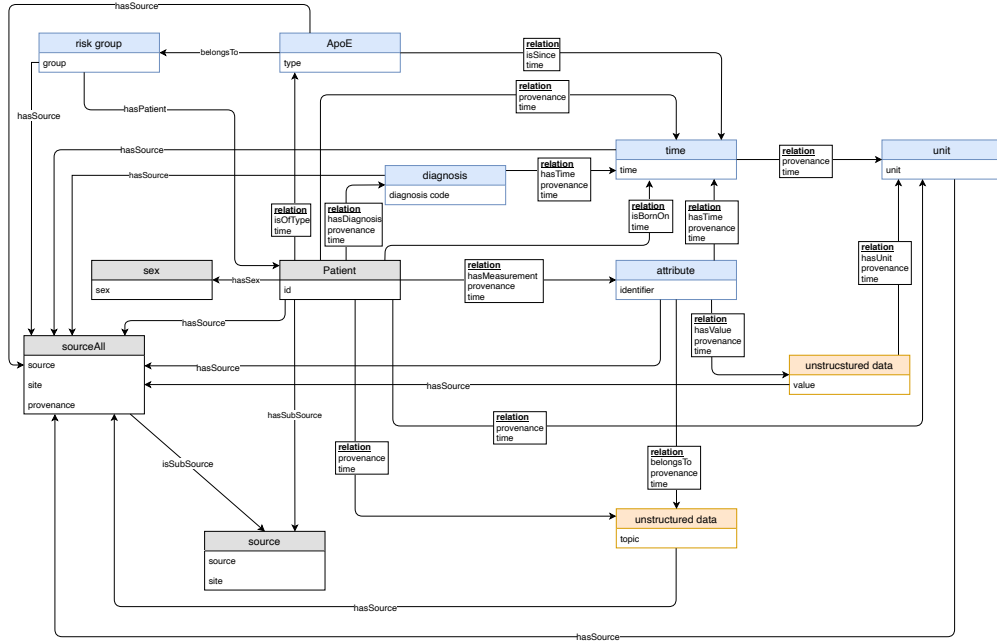 hasSource
risk group
group
belongsTo
ApoE
type
relation
isSince
time
hasSource
hasPatient
relation
provenance
time
hasSource
time
time
relation
provenance
time
unit
unit
hasSource
diagnosis
diagnosis code
relation
hasTime
provenance
time
relation
isOfType
time
relation
hasDiagnosis
provenance
time
relation
isBornOn
time
relation
hasTime
provenance
time
relation
hasUnit
provenance
time
sex
sex
hasSex
Patient
id
relation
hasMeasurement
provenance
time
attribute
identifier
hasSource
relation
hasValue
provenance
time
sourceAll
source
site
provenance
hasSource
hasSource
unstrucstured data
value
hasSubSource
relation
provenance
time
relation
provenance
time
relation
belongsTo
provenance
time
isSubSource
source
source
site
unstructured data
topic
hasSource
hasSource